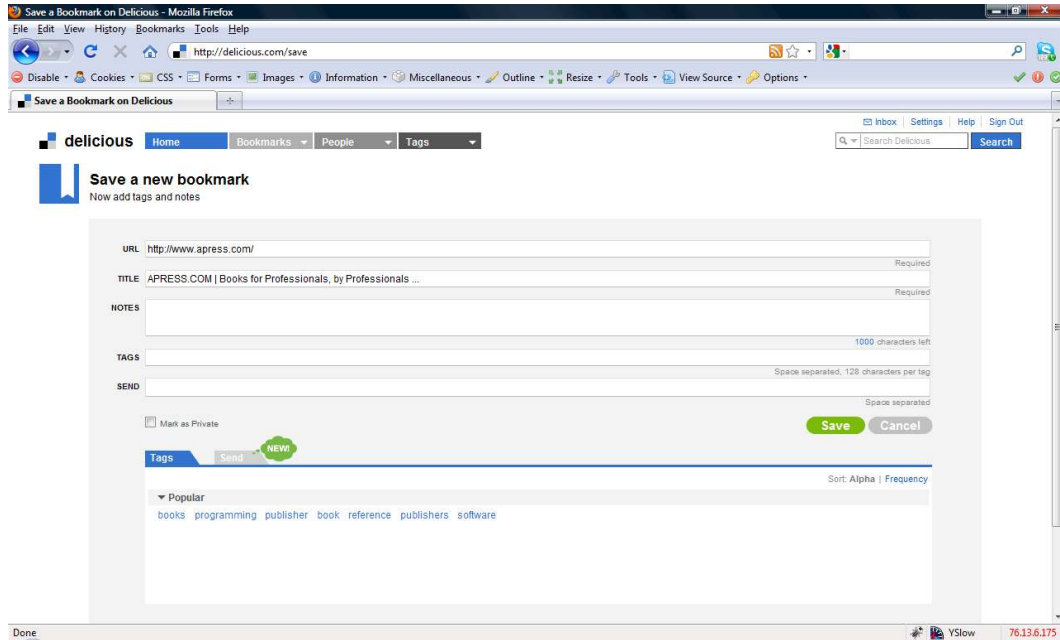 Save a Bookmark on Delicious - Mozilla Firefox
File Edit View History Bookmarks Tools Help
http://delicious.com/save
Disable Cookies CSS Forms Images Information Miscellaneous Outline Resize Tools View Source Options
Save a Bookmark on Delicious
Inbox | Settings | Help | Sign Out
delicious Home Bookmarks People Tags Search Delicious Search
Save a new bookmark
Now add tags and notes
URL http://www.apress.com/
Required
TITLE APRESS.COM | Books for Professionals, by Professionals ...
Required
NOTES
1000 characters left
TAGS
Space separated, 128 characters per tag
SEND
Space separated
Mark as Private Save Cancel
Tags Send NEW!
Sort: Alpha | Frequency
Popular
books programming publisher book reference publishers software
Done YSlow 76.13.6.175